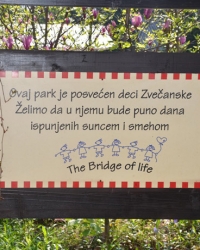 Ovaj park je posvećen deci Zvečanske
Želimo da u njemu bude puno dana
ispunjenih suncem i smehom
The Bridge of life